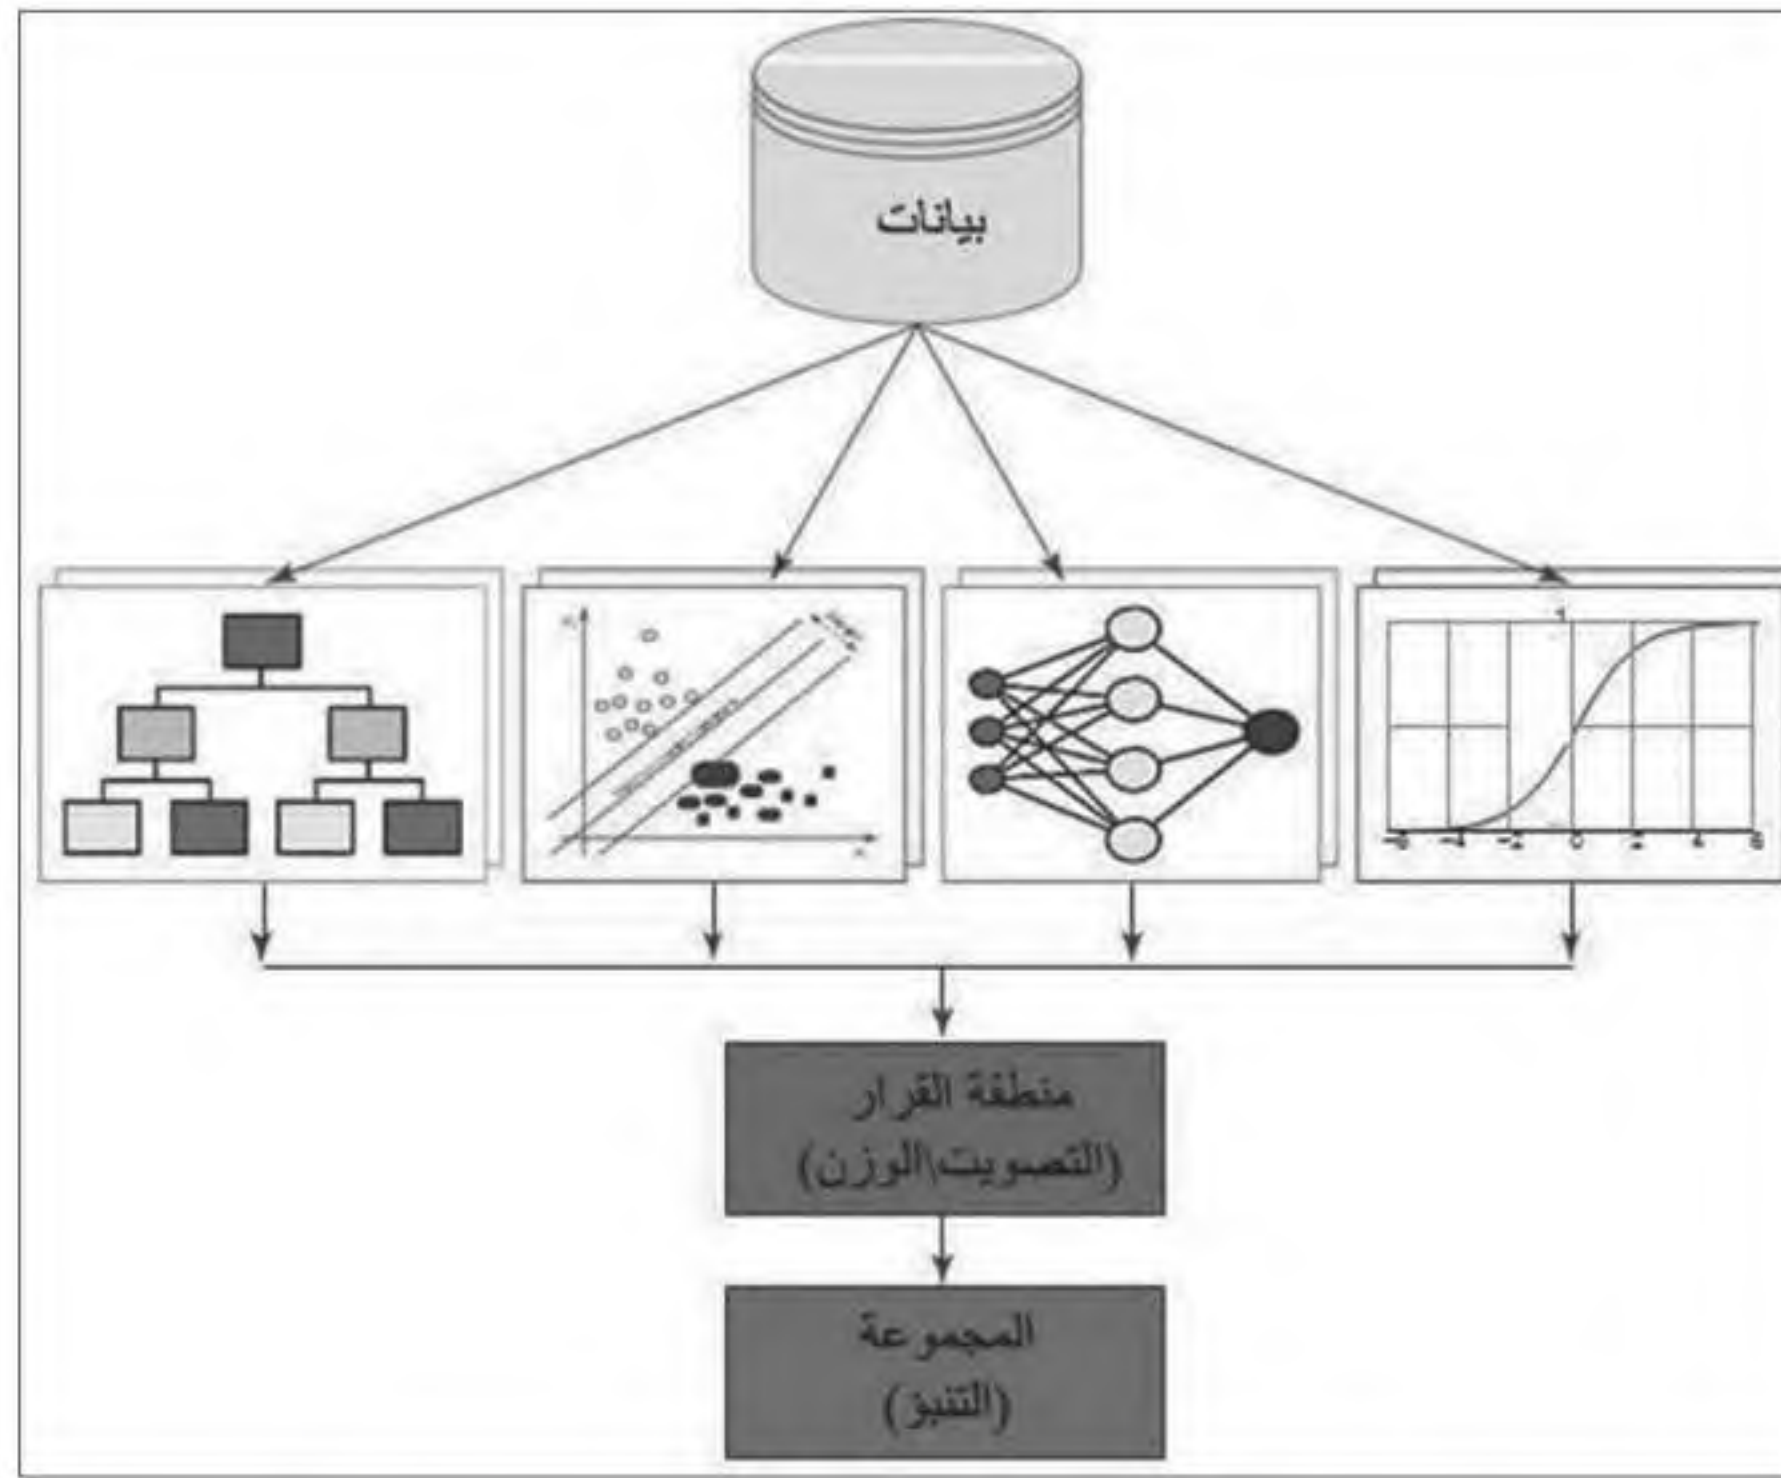 بيانات
منطقة القرار
(التصويت\الوزن)
المجموعة
(التنبؤ)